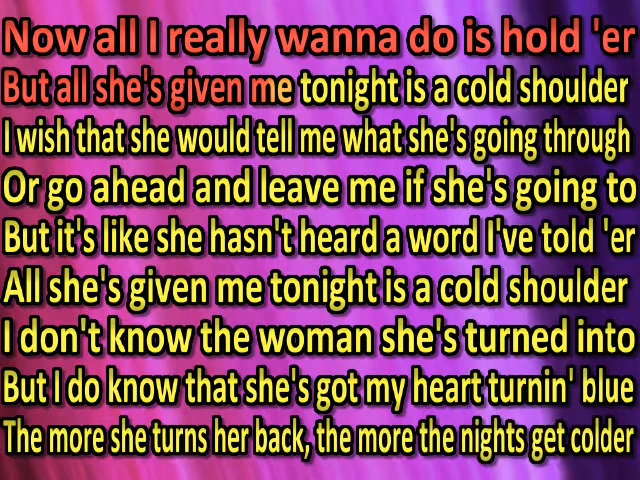 Now all I really wanna do is hold 'er
But all she's given me tonight is a cold shoulder
I wish that she would tell me what she's going through
Or go ahead and leave me if she's going to
But it's like she hasn't heard a word I've told 'er
All she's given me tonight is a cold shoulder
I don't know the woman she's turned into
But I do know that she's got my heart turnin' blue
The more she turns her back, the more the nights get colder